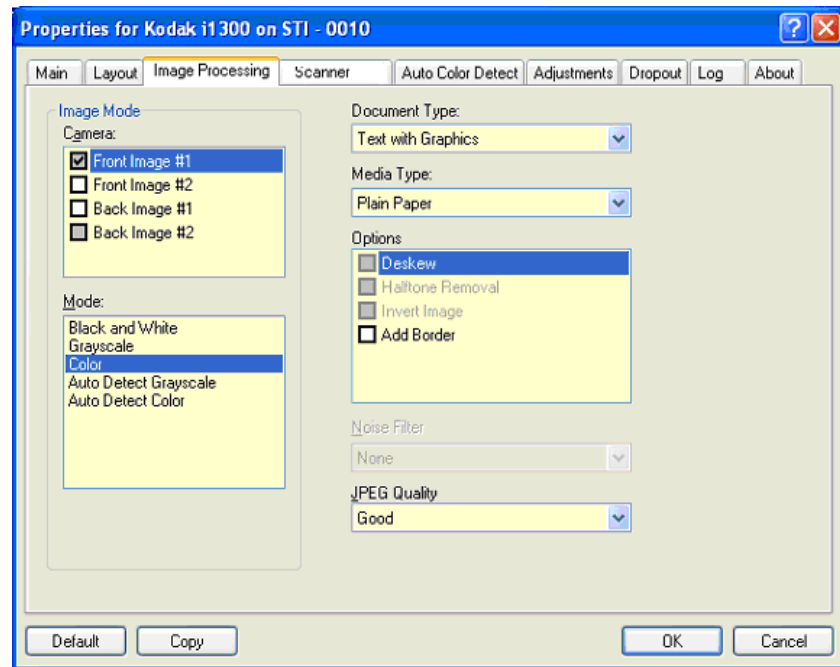 Properties for Kodak i1300 on STI - 0010
Main Layout Image Processing Scanner Auto Color Detect Adjustments Dropout Log About
Image Mode
Camera:
Front Image #1
Front Image #2
Back Image #1
Back Image #2
Mode:
Black and White
Grayscale
Color
Auto Detect Grayscale
Auto Detect Color
Document Type:
Text with Graphics
Media Type:
Plain Paper
Options
Deskew
Halftone Removal
Invert Image
Add Border
Noise Filter
None
JPEG Quality
Good
Default Copy OK Cancel